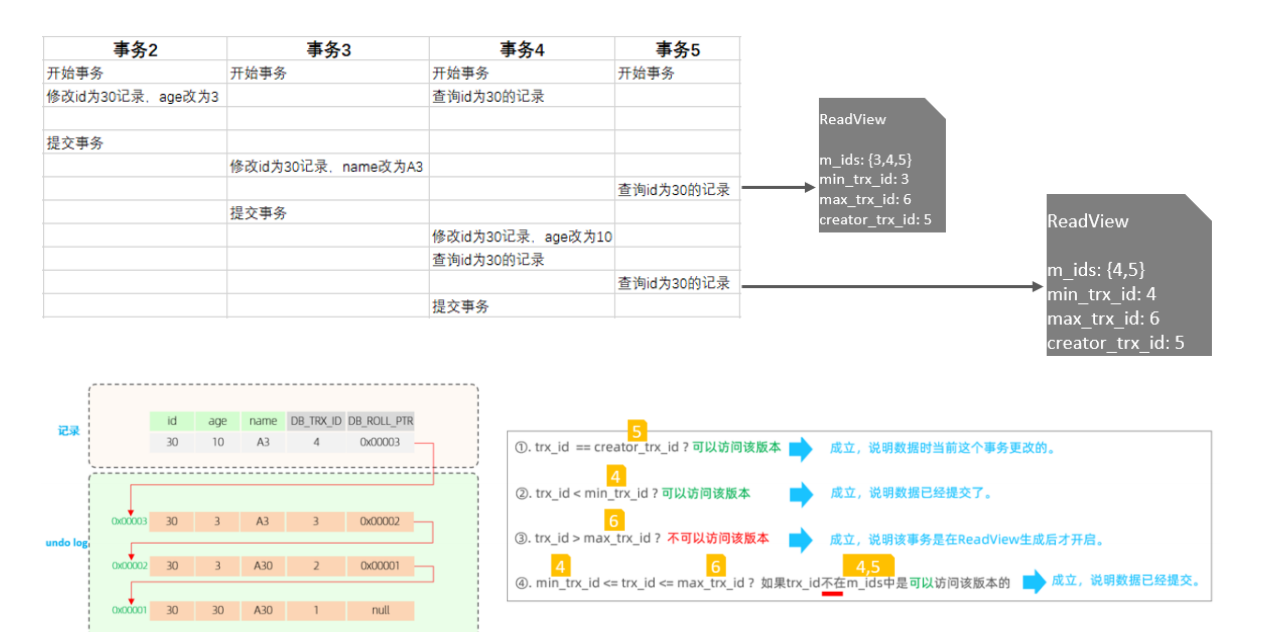 事务2 事务3 事务4 事务5
开始事务 开始事务 开始事务 开始事务
修改id为30记录，age改为3 查询id为30的记录
提交事务
修改id为30记录，name改为A3
查询id为30的记录
提交事务
修改id为30记录，age改为10
查询id为30的记录
查询id为30的记录
提交事务
ReadView
m_ids: {3,4,5}
min_trx_id: 3
max_trx_id: 6
creator_trx_id: 5
ReadView
m_ids: {4,5}
min_trx_id: 4
max_trx_id: 6
creator_trx_id: 5
记录
id age name DB_TRX_ID DB_ROLL_PTR
30 10 A3 4 0x00003
undo log
0x00003 30 3 A3 3 0x00002
0x00002 30 3 A30 2 0x00001
0x00001 30 30 A30 1 null
5
①. trx_id == creator_trx_id ? 可以访问该版本 成立，说明数据时当前这个事务更改的。
4
②. trx_id < min_trx_id ? 可以访问该版本 成立，说明数据已经提交了。
6
③. trx_id > max_trx_id ? 不可以访问该版本 成立，说明该事务是在ReadView生成后才开启。
4 6 4,5
④. min_trx_id <= trx_id <= max_trx_id ? 如果trx_id不在m_ids中是可以访问该版本的 成立，说明数据已经提交。